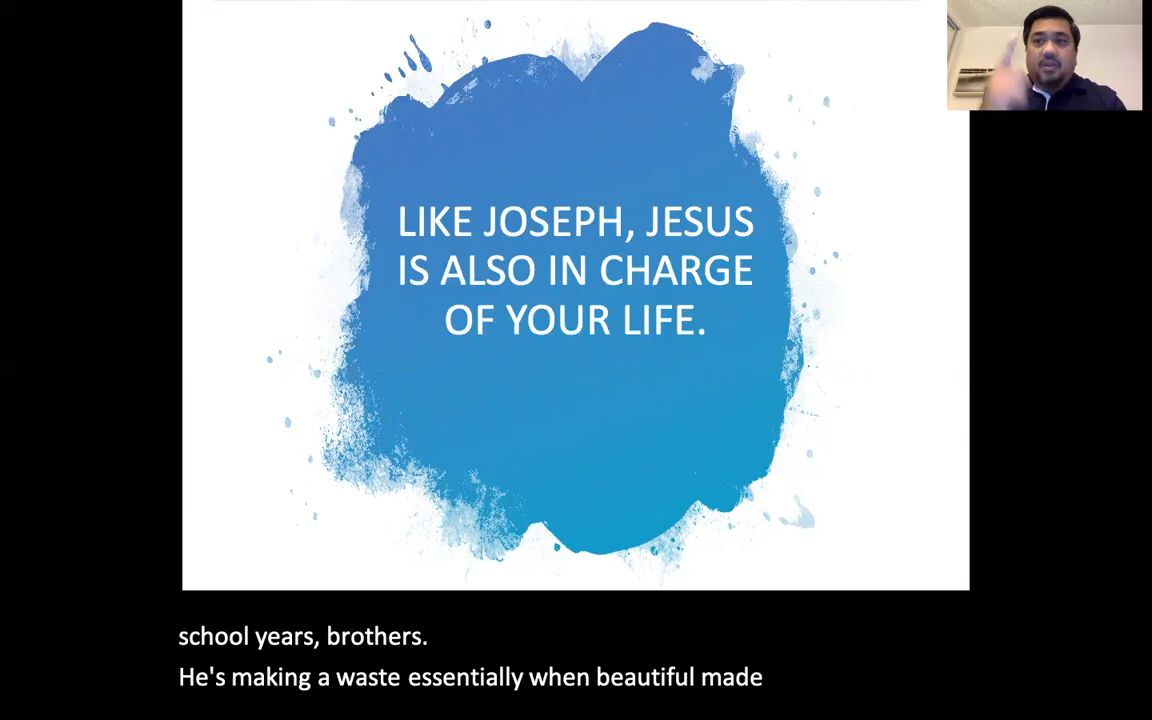 LIKE JOSEPH, JESUS
IS ALSO IN CHARGE
OF YOUR LIFE.
school years, brothers.
He's making a waste essentially when beautiful made